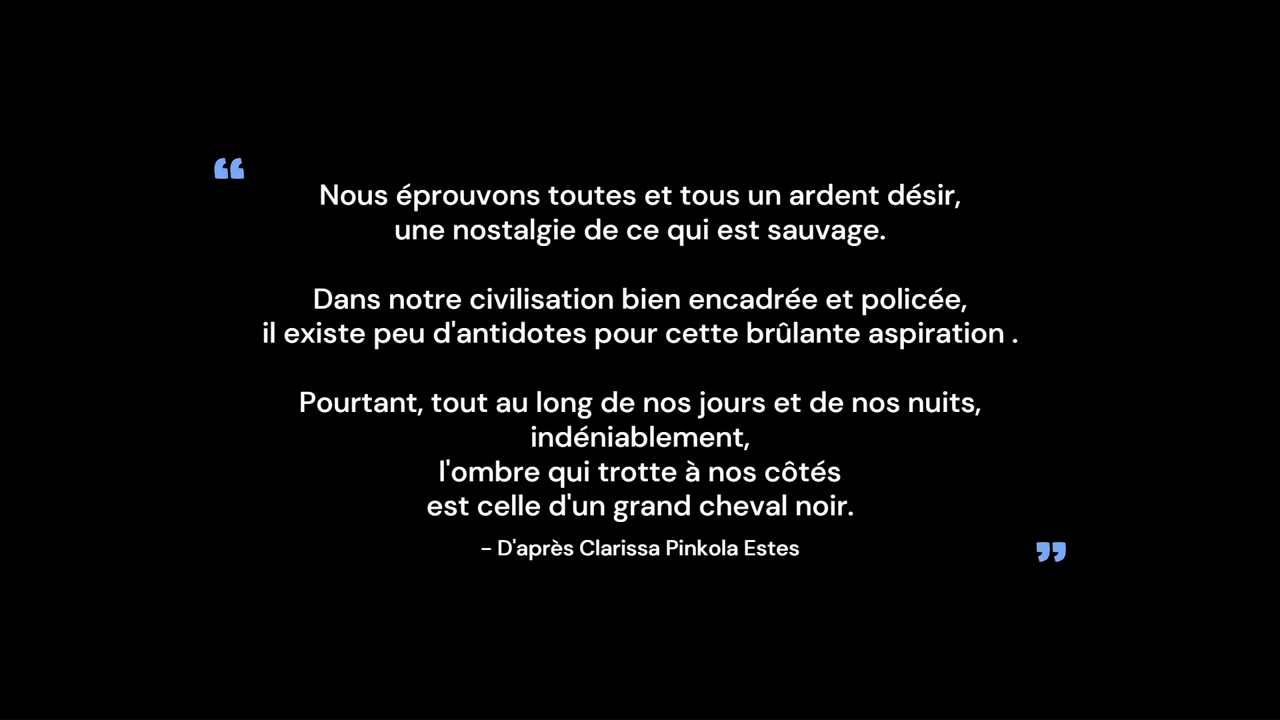 “
Nous éprouvons toutes et tous un ardent désir,
une nostalgie de ce qui est sauvage.
Dans notre civilisation bien encadrée et policée,
il existe peu d'antidotes pour cette brûlante aspiration .
Pourtant, tout au long de nos jours et de nos nuits,
indéniablement,
l'ombre qui trotte à nos côtés
est celle d'un grand cheval noir.
– D'après Clarissa Pinkola Estes
”